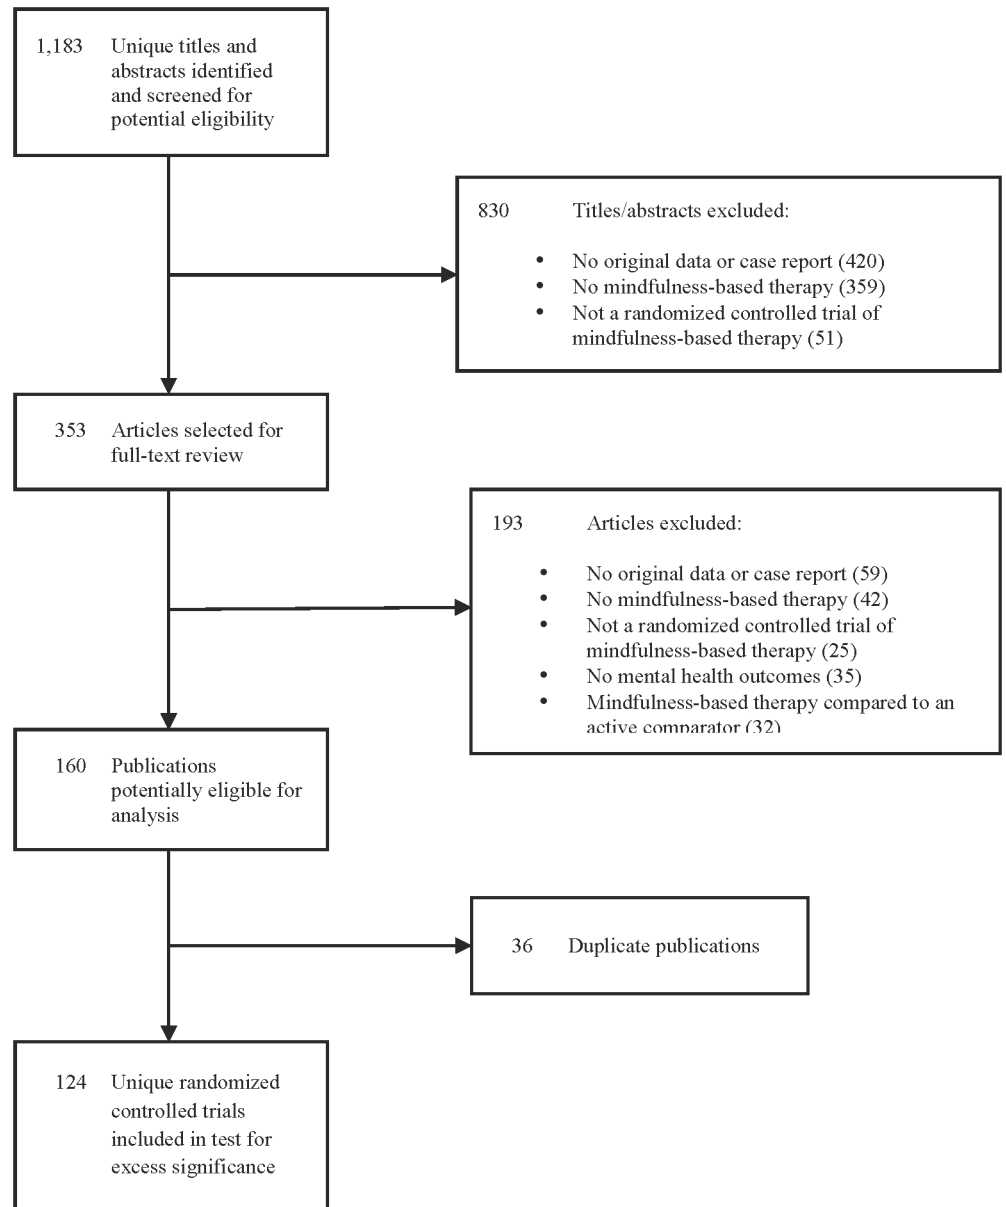 1,183 Unique titles and
abstracts identified
and screened for
potential eligibility
830 Titles/abstracts excluded:
• No original data or case report (420)
• No mindfulness-based therapy (359)
• Not a randomized controlled trial of
mindfulness-based therapy (51)
353 Articles selected for
full-text review
193 Articles excluded:
• No original data or case report (59)
• No mindfulness-based therapy (42)
• Not a randomized controlled trial of
mindfulness-based therapy (25)
• No mental health outcomes (35)
• Mindfulness-based therapy compared to an
active comparator (32)
160 Publications
potentially eligible for
analysis
36 Duplicate publications
124 Unique randomized
controlled trials
included in test for
excess significance